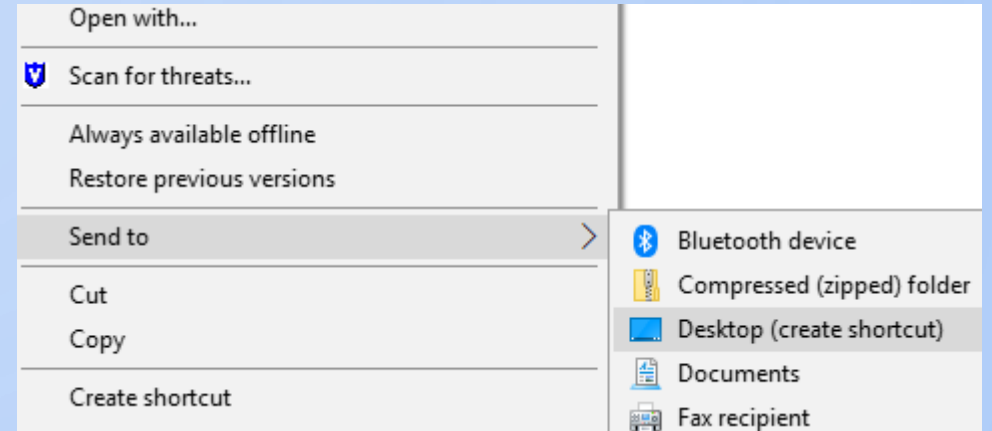 Open with...
Scan for threats...
Always available offline
Restore previous versions
Send to
Cut
Copy
Create shortcut
Bluetooth device
Compressed (zipped) folder
Desktop (create shortcut)
Documents
Fax recipient